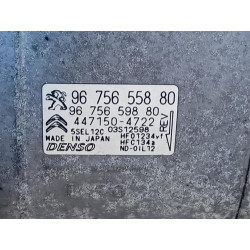 96 756 558 80
96 756 598 80
447150-4722
5SEL12C 03S12598
MADE IN JAPAN HF01234yf
DENSO HFC134a
ND-OIL12
REV